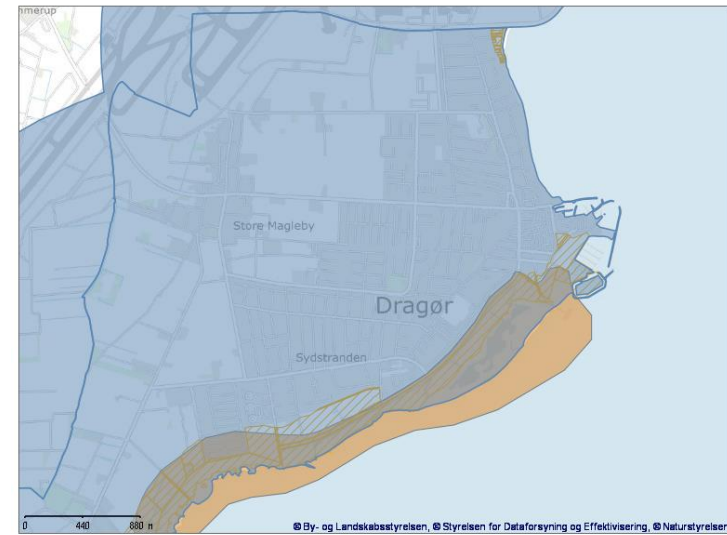 mmerup
Store Magleby
Dragør
Sydstranden
0 440 880 m
© By- og Landskabsstyrelsen, © Styrelsen for Dataforsyning og Effektivisering, © Naturstyrelsen